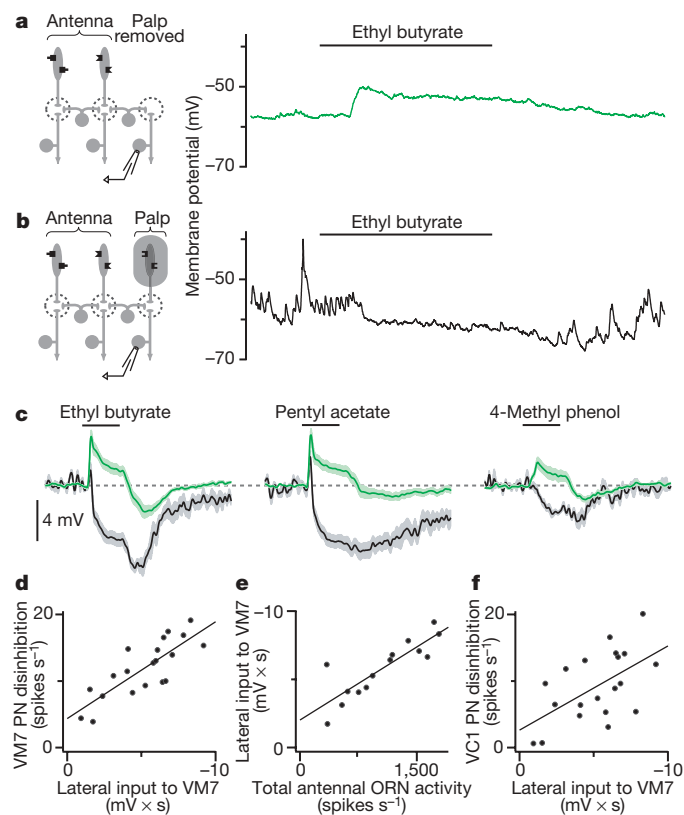 a
Antenna
Palp
removed
Ethyl butyrate
Membrane potential (mV)
−50
−70
b
Antenna
Palp
Ethyl butyrate
−50
−70
c
Ethyl butyrate
Pentyl acetate
4-Methyl phenol
4 mV
d
VM7 PN disinhibition
(spikes s⁻¹)
20
0
0
−10
Lateral input to VM7
(mV × s)
e
Lateral input to VM7
(mV × s)
−10
0
0
1,500
Total antennal ORN activity
(spikes s⁻¹)
f
VC1 PN disinhibition
(spikes s⁻¹)
20
0
0
−10
Lateral input to VM7
(mV × s)